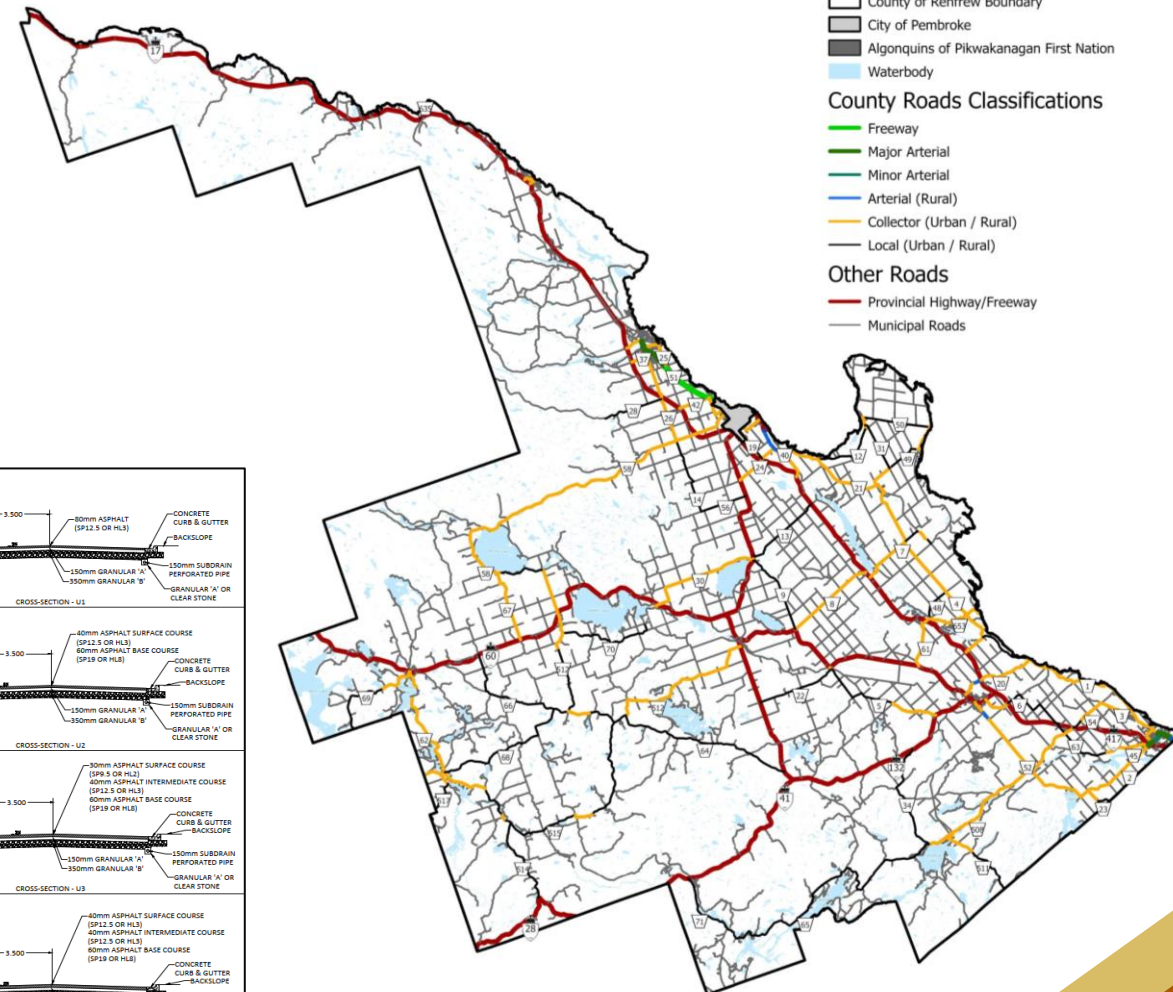 County of Renfrew Boundary
City of Pembroke
Algonquins of Pikwakanagan First Nation
Waterbody
County Roads Classifications
Freeway
Major Arterial
Minor Arterial
Arterial (Rural)
Collector (Urban / Rural)
Local (Urban / Rural)
Other Roads
Provincial Highway/Freeway
Municipal Roads
17
635
37
25
51
42
26
28
58
19
24
40
12
31
50
49
21
14
56
13
7
58
67
30
9
8
48
4
653
61
60
70
512
69
66
512
22
5
20
6
1
54
3
417
63
45
2
62
68
64
132
52
23
41
34
517
515
508
511
514
28
71
65
3.500
80mm ASPHALT
(SP12.5 OR HL3)
CONCRETE
CURB & GUTTER
BACKSLOPE
150mm GRANULAR 'A'
350mm GRANULAR 'B'
150mm SUBDRAIN
PERFORATED PIPE
GRANULAR 'A' OR
CLEAR STONE
CROSS-SECTION - U1
3.500
40mm ASPHALT SURFACE COURSE
(SP12.5 OR HL3)
60mm ASPHALT BASE COURSE
(SP19 OR HL8)
CONCRETE
CURB & GUTTER
BACKSLOPE
150mm GRANULAR 'A'
350mm GRANULAR 'B'
150mm SUBDRAIN
PERFORATED PIPE
GRANULAR 'A' OR
CLEAR STONE
CROSS-SECTION - U2
3.500
30mm ASPHALT SURFACE COURSE
(SP9.5 OR HL2)
40mm ASPHALT INTERMEDIATE COURSE
(SP12.5 OR HL3)
60mm ASPHALT BASE COURSE
(SP19 OR HL8)
CONCRETE
CURB & GUTTER
BACKSLOPE
150mm GRANULAR 'A'
350mm GRANULAR 'B'
150mm SUBDRAIN
PERFORATED PIPE
GRANULAR 'A' OR
CLEAR STONE
CROSS-SECTION - U3
3.500
40mm ASPHALT SURFACE COURSE
(SP12.5 OR HL3)
40mm ASPHALT INTERMEDIATE COURSE
(SP12.5 OR HL3)
60mm ASPHALT BASE COURSE
(SP19 OR HL8)
CONCRETE
CURB & GUTTER
BACKSLOPE